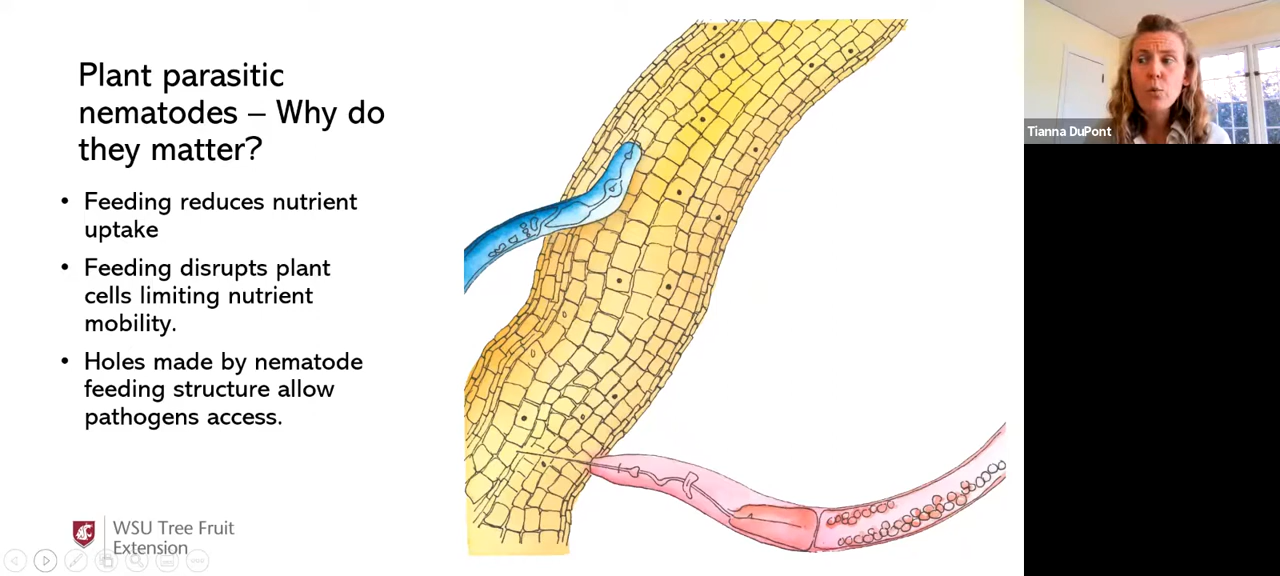 Plant parasitic
nematodes – Why do
they matter?
• Feeding reduces nutrient
uptake
• Feeding disrupts plant
cells limiting nutrient
mobility.
• Holes made by nematode
feeding structure allow
pathogens access.
WSU Tree Fruit
Extension
Tianna DuPont